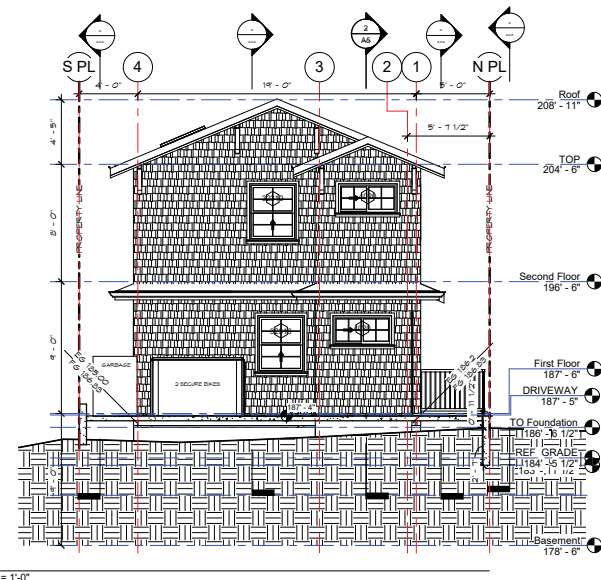 2
A5
S PL
4
3
2
1
N PL
4' - 0"
19' - 0"
5' - 0"
5' - 7 1/2"
Roof
208' - 11"
4' - 5"
TOP
204' - 6"
PROPERTY LINE
PROPERTY LINE
8' - 0"
Second Floor
196' - 6"
9' - 0"
First Floor
187' - 6"
GARBAGE
2 SECURE BIKES
DRIVEWAY
187' - 5"
187' - 4"
TO Foundation
186' - 6 1/2"
REF GRADE
184' - 5 1/2"
Basement
178' - 6"
= 1'-0"